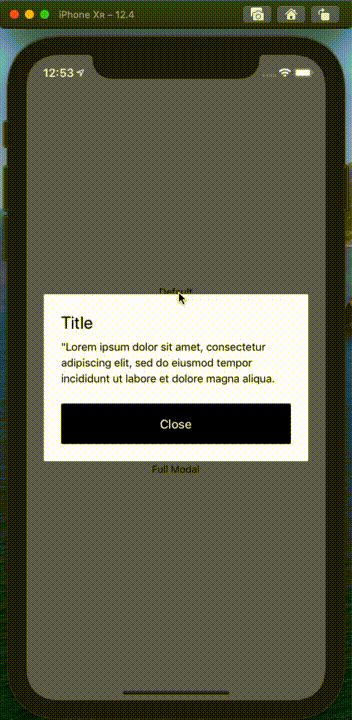 iPhone XR – 12.4
12:53
Default
Title
"Lorem ipsum dolor sit amet, consectetur
adipiscing elit, sed do eiusmod tempor
incididunt ut labore et dolore magna aliqua.
Close
Full Modal